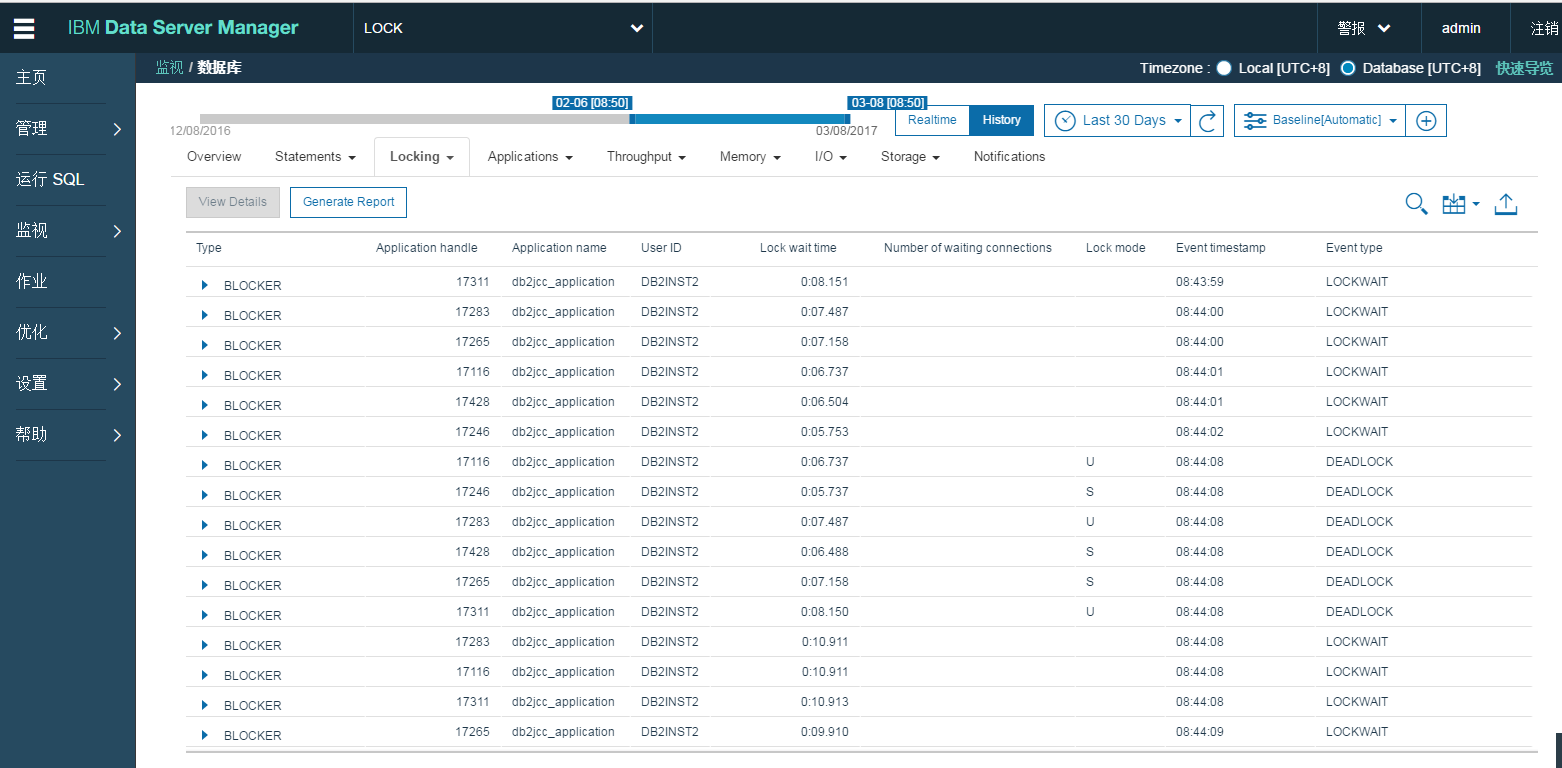 IBM Data Server Manager LOCK 警报 admin 注销
监视 / 数据库 Timezone : Local [UTC+8] Database [UTC+8] 快速导览
主页
管理
运行 SQL
监视
作业
优化
设置
帮助
02-06 [08:50] 03-08 [08:50]
12/08/2016 03/08/2017
Realtime History Last 30 Days Baseline[Automatic]
Overview Statements Locking Applications Throughput Memory I/O Storage Notifications
View Details Generate Report
Type Application handle Application name User ID Lock wait time Number of waiting connections Lock mode Event timestamp Event type
BLOCKER 17311 db2jcc_application DB2INST2 0:08.151 08:43:59 LOCKWAIT
BLOCKER 17283 db2jcc_application DB2INST2 0:07.487 08:44:00 LOCKWAIT
BLOCKER 17265 db2jcc_application DB2INST2 0:07.158 08:44:00 LOCKWAIT
BLOCKER 17116 db2jcc_application DB2INST2 0:06.737 08:44:01 LOCKWAIT
BLOCKER 17428 db2jcc_application DB2INST2 0:06.504 08:44:01 LOCKWAIT
BLOCKER 17246 db2jcc_application DB2INST2 0:05.753 08:44:02 LOCKWAIT
BLOCKER 17116 db2jcc_application DB2INST2 0:06.737 U 08:44:08 DEADLOCK
BLOCKER 17246 db2jcc_application DB2INST2 0:05.737 S 08:44:08 DEADLOCK
BLOCKER 17283 db2jcc_application DB2INST2 0:07.487 U 08:44:08 DEADLOCK
BLOCKER 17428 db2jcc_application DB2INST2 0:06.488 S 08:44:08 DEADLOCK
BLOCKER 17265 db2jcc_application DB2INST2 0:07.158 S 08:44:08 DEADLOCK
BLOCKER 17311 db2jcc_application DB2INST2 0:08.150 U 08:44:08 DEADLOCK
BLOCKER 17283 db2jcc_application DB2INST2 0:10.911 08:44:08 LOCKWAIT
BLOCKER 17116 db2jcc_application DB2INST2 0:10.911 08:44:08 LOCKWAIT
BLOCKER 17311 db2jcc_application DB2INST2 0:10.913 08:44:08 LOCKWAIT
BLOCKER 17265 db2jcc_application DB2INST2 0:09.910 08:44:09 LOCKWAIT